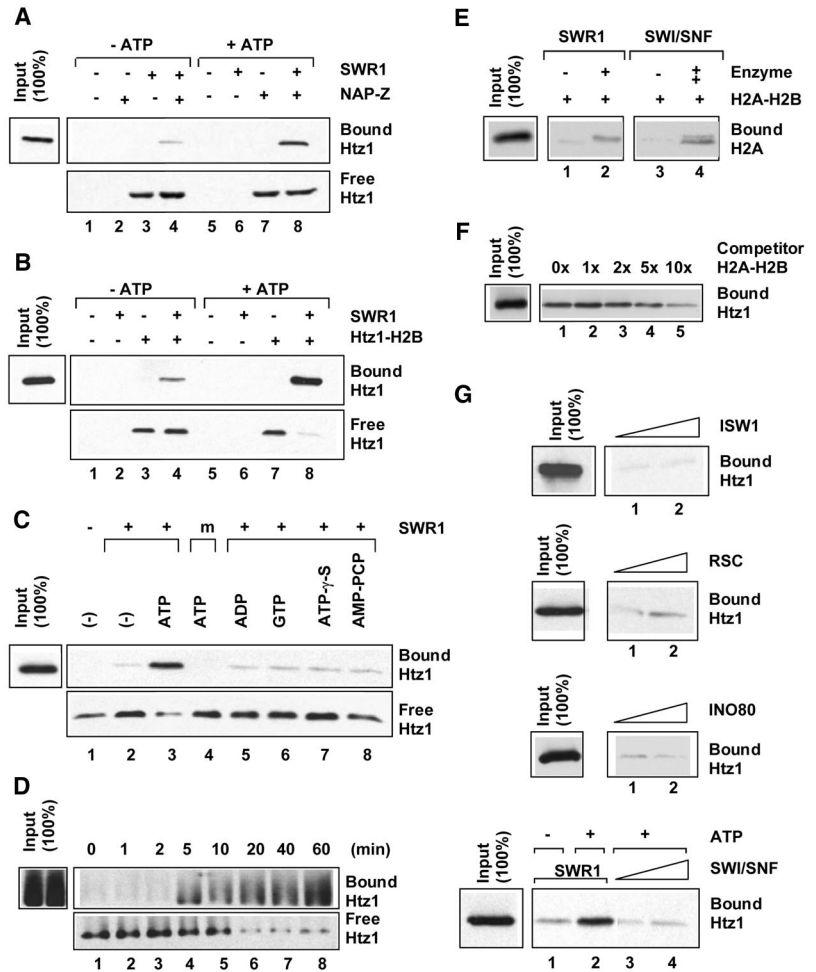 A
Input
(100%)
- ATP
+ ATP
- - + + - + - + SWR1
- + - + - - + + NAP-Z
Bound
Htz1
Free
Htz1
1 2 3 4 5 6 7 8
B
Input
(100%)
- ATP
+ ATP
- + - + - + - + SWR1
- - + + - - + + Htz1-H2B
Bound
Htz1
Free
Htz1
1 2 3 4 5 6 7 8
C
- + + m + + + + SWR1
Input
(100%)
(-) (-) ATP ATP ADP GTP ATP-γ-S AMP-PCP
Bound
Htz1
Free
Htz1
1 2 3 4 5 6 7 8
D
Input
(100%)
0 1 2 5 10 20 40 60 (min)
Bound
Htz1
Free
Htz1
1 2 3 4 5 6 7 8
E
Input
(100%)
SWR1
SWI/SNF
- + - ++ Enzyme
+ + + + H2A-H2B
Bound
H2A
1 2 3 4
F
Input
(100%)
Competitor
0x 1x 2x 5x 10x H2A-H2B
Bound
Htz1
1 2 3 4 5
G
Input
(100%)
ISW1
Bound
Htz1
1 2
Input
(100%)
RSC
Bound
Htz1
1 2
Input
(100%)
INO80
Bound
Htz1
1 2
Input
(100%)
- + + ATP
SWR1
SWI/SNF
Bound
Htz1
1 2 3 4